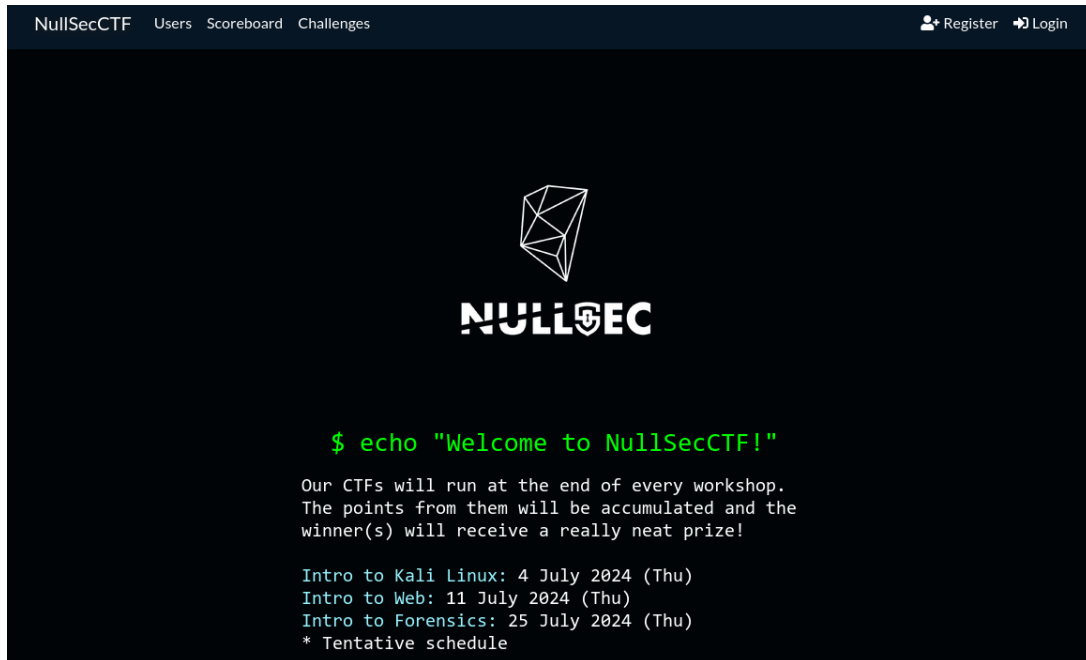 NullSecCTF Users Scoreboard Challenges Register Login
NULLSEC
$ echo "Welcome to NullSecCTF!"
Our CTFs will run at the end of every workshop.
The points from them will be accumulated and the
winner(s) will receive a really neat prize!
Intro to Kali Linux: 4 July 2024 (Thu)
Intro to Web: 11 July 2024 (Thu)
Intro to Forensics: 25 July 2024 (Thu)
* Tentative schedule